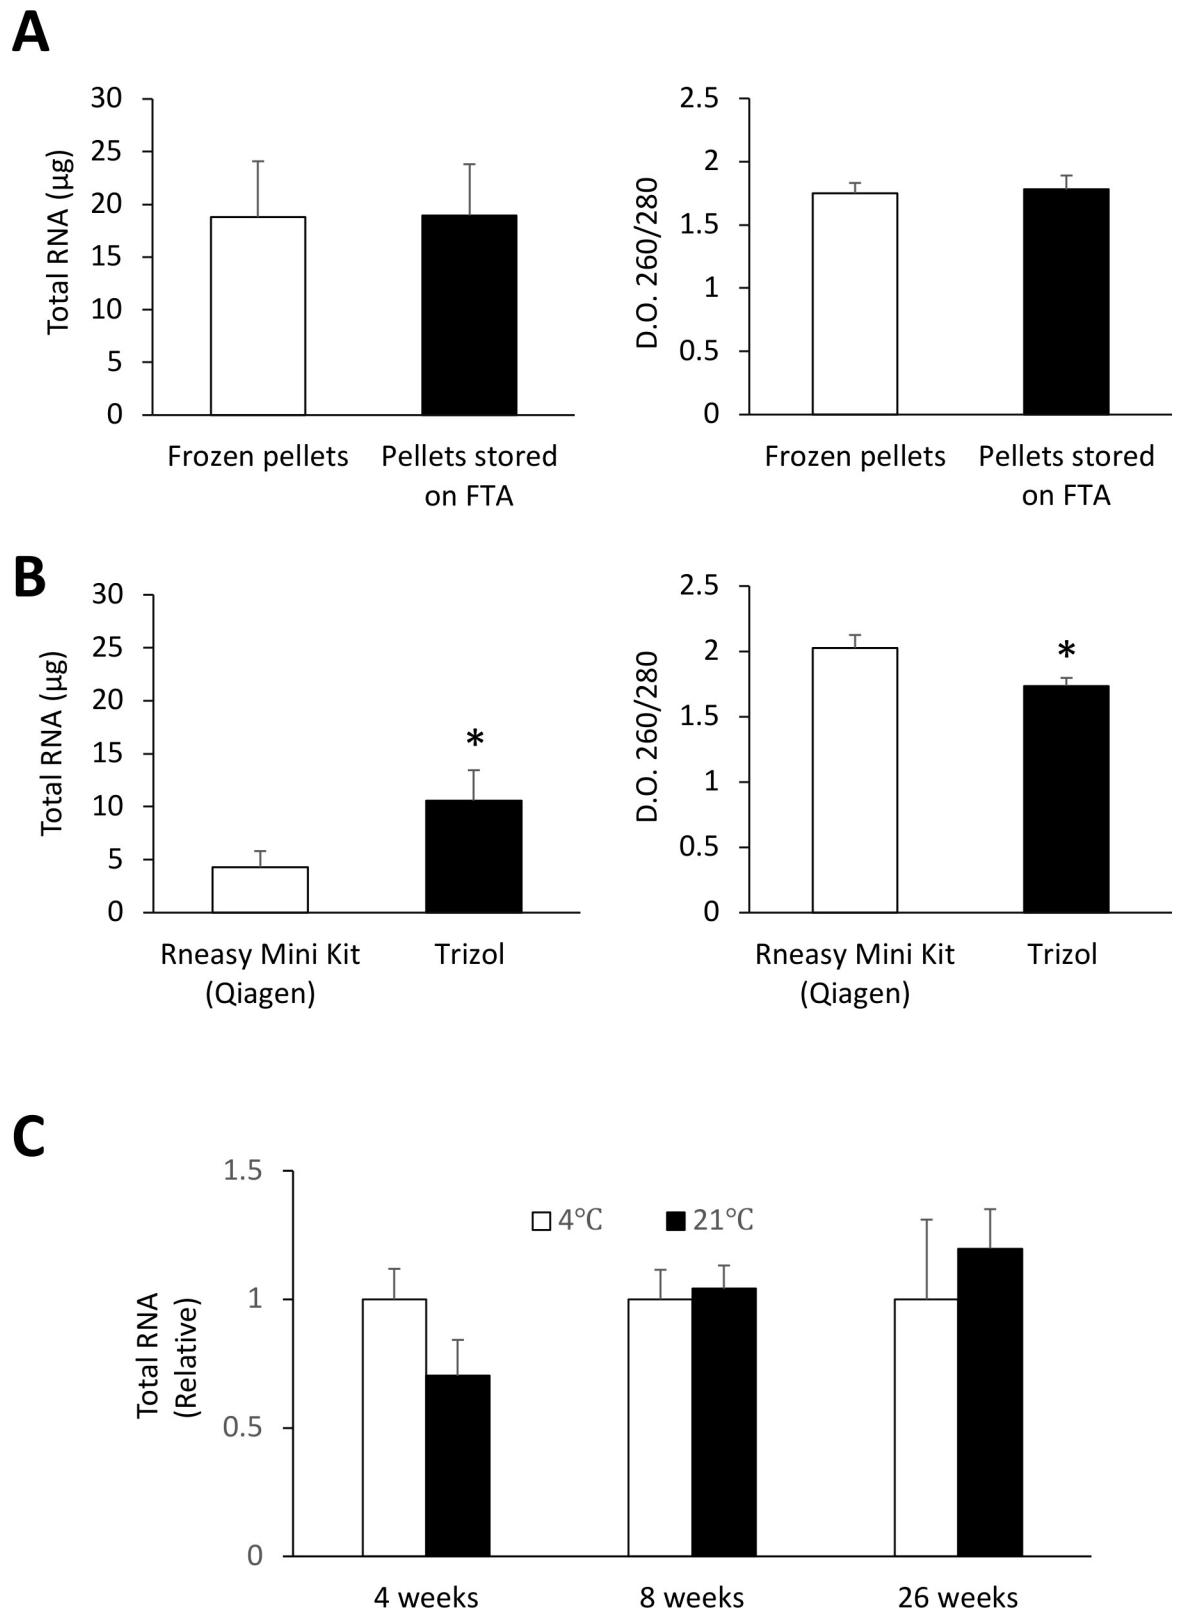 A
30
25
20
15
10
5
0
Total RNA (µg)
Frozen pellets
Pellets stored
on FTA
2.5
2
1.5
1
0.5
0
D.O. 260/280
Frozen pellets
Pellets stored
on FTA
B
30
25
20
15
10
5
0
Total RNA (µg)
*
Rneasy Mini Kit
(Qiagen)
Trizol
2.5
2
1.5
1
0.5
0
D.O. 260/280
*
Rneasy Mini Kit
(Qiagen)
Trizol
C
1.5
1
0.5
0
Total RNA
(Relative)
4°C
21°C
4 weeks
8 weeks
26 weeks